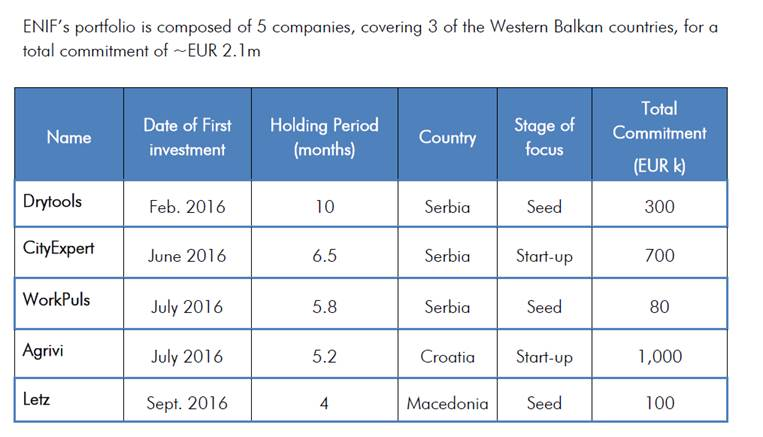 ENIF’s portfolio is composed of 5 companies, covering 3 of the Western Balkan countries, for a
total commitment of ~EUR 2.1m
Name | Date of First investment | Holding Period (months) | Country | Stage of focus | Total Commitment (EUR k)
Drytools | Feb. 2016 | 10 | Serbia | Seed | 300
CityExpert | June 2016 | 6.5 | Serbia | Start-up | 700
WorkPuls | July 2016 | 5.8 | Serbia | Seed | 80
Agrivi | July 2016 | 5.2 | Croatia | Start-up | 1,000
Letz | Sept. 2016 | 4 | Macedonia | Seed | 100